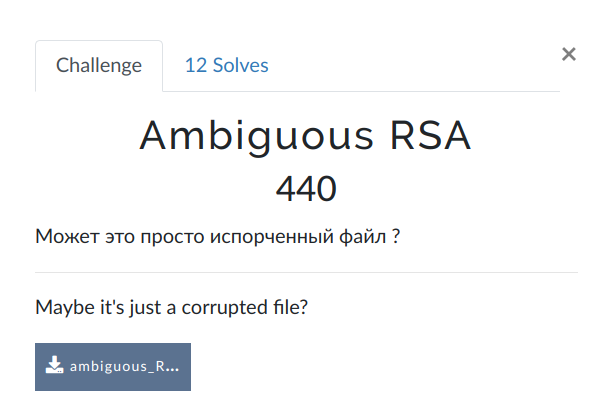 Challenge
12 Solves
×
Ambiguous RSA
440
Может это просто испорченный файл ?
Maybe it's just a corrupted file?
ambiguous_R...